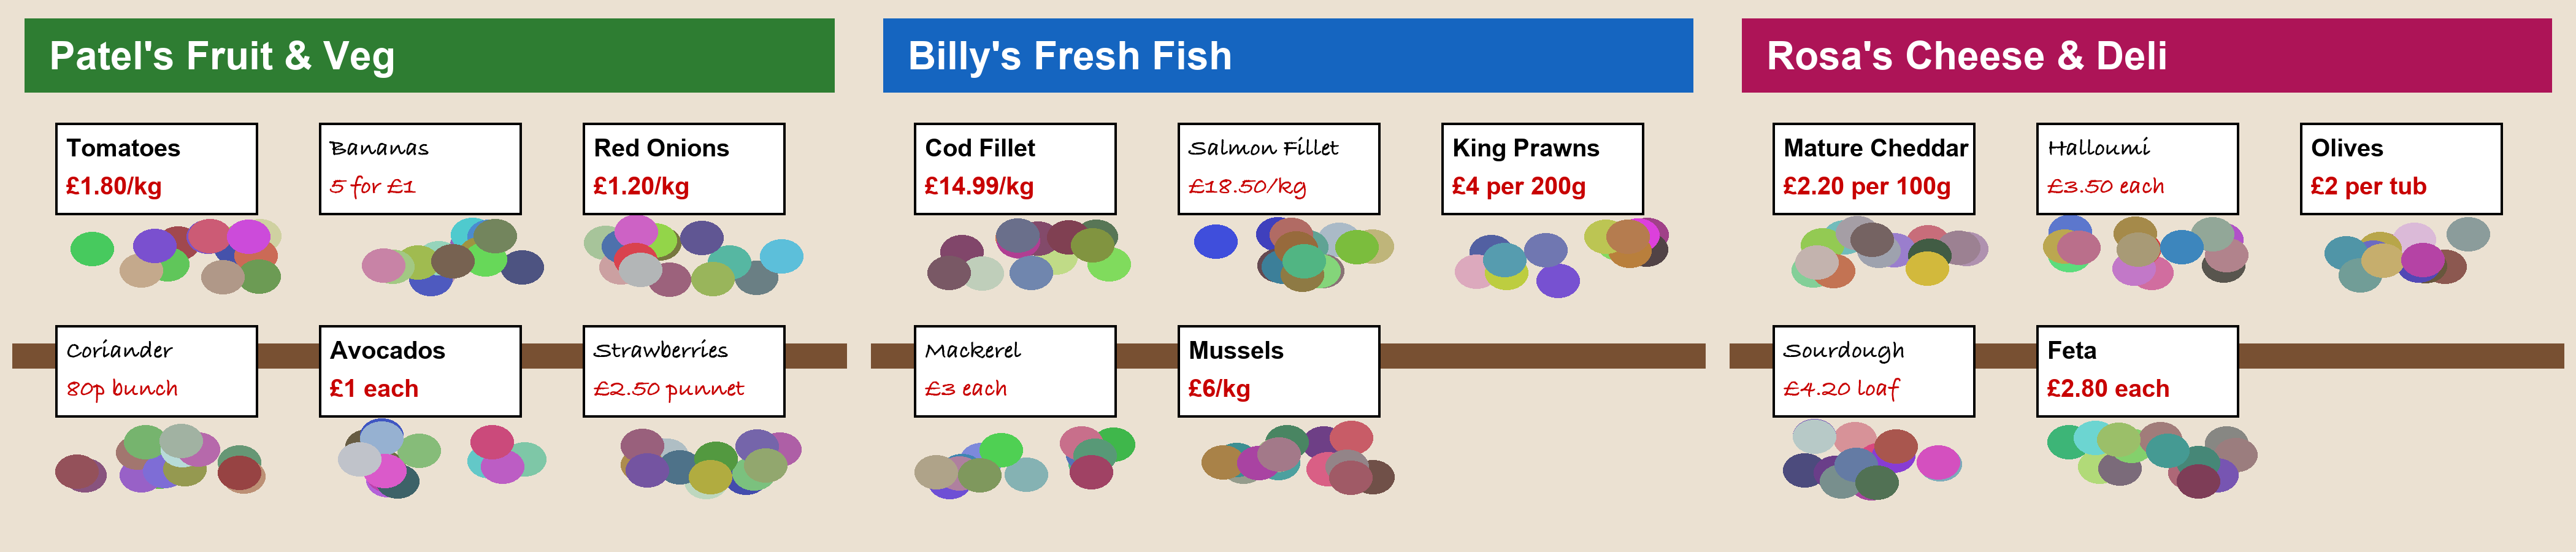 Patel's Fruit & Veg
Tomatoes
£1.80/kg
Bananas
5 for £1
Red Onions
£1.20/kg
Coriander
80p bunch
Avocados
£1 each
Strawberries
£2.50 punnet
Billy's Fresh Fish
Cod Fillet
£14.99/kg
Salmon Fillet
£18.50/kg
King Prawns
£4 per 200g
Mackerel
£3 each
Mussels
£6/kg
Rosa's Cheese & Deli
Mature Cheddar
£2.20 per 100g
Halloumi
£3.50 each
Olives
£2 per tub
Sourdough
£4.20 loaf
Feta
£2.80 each